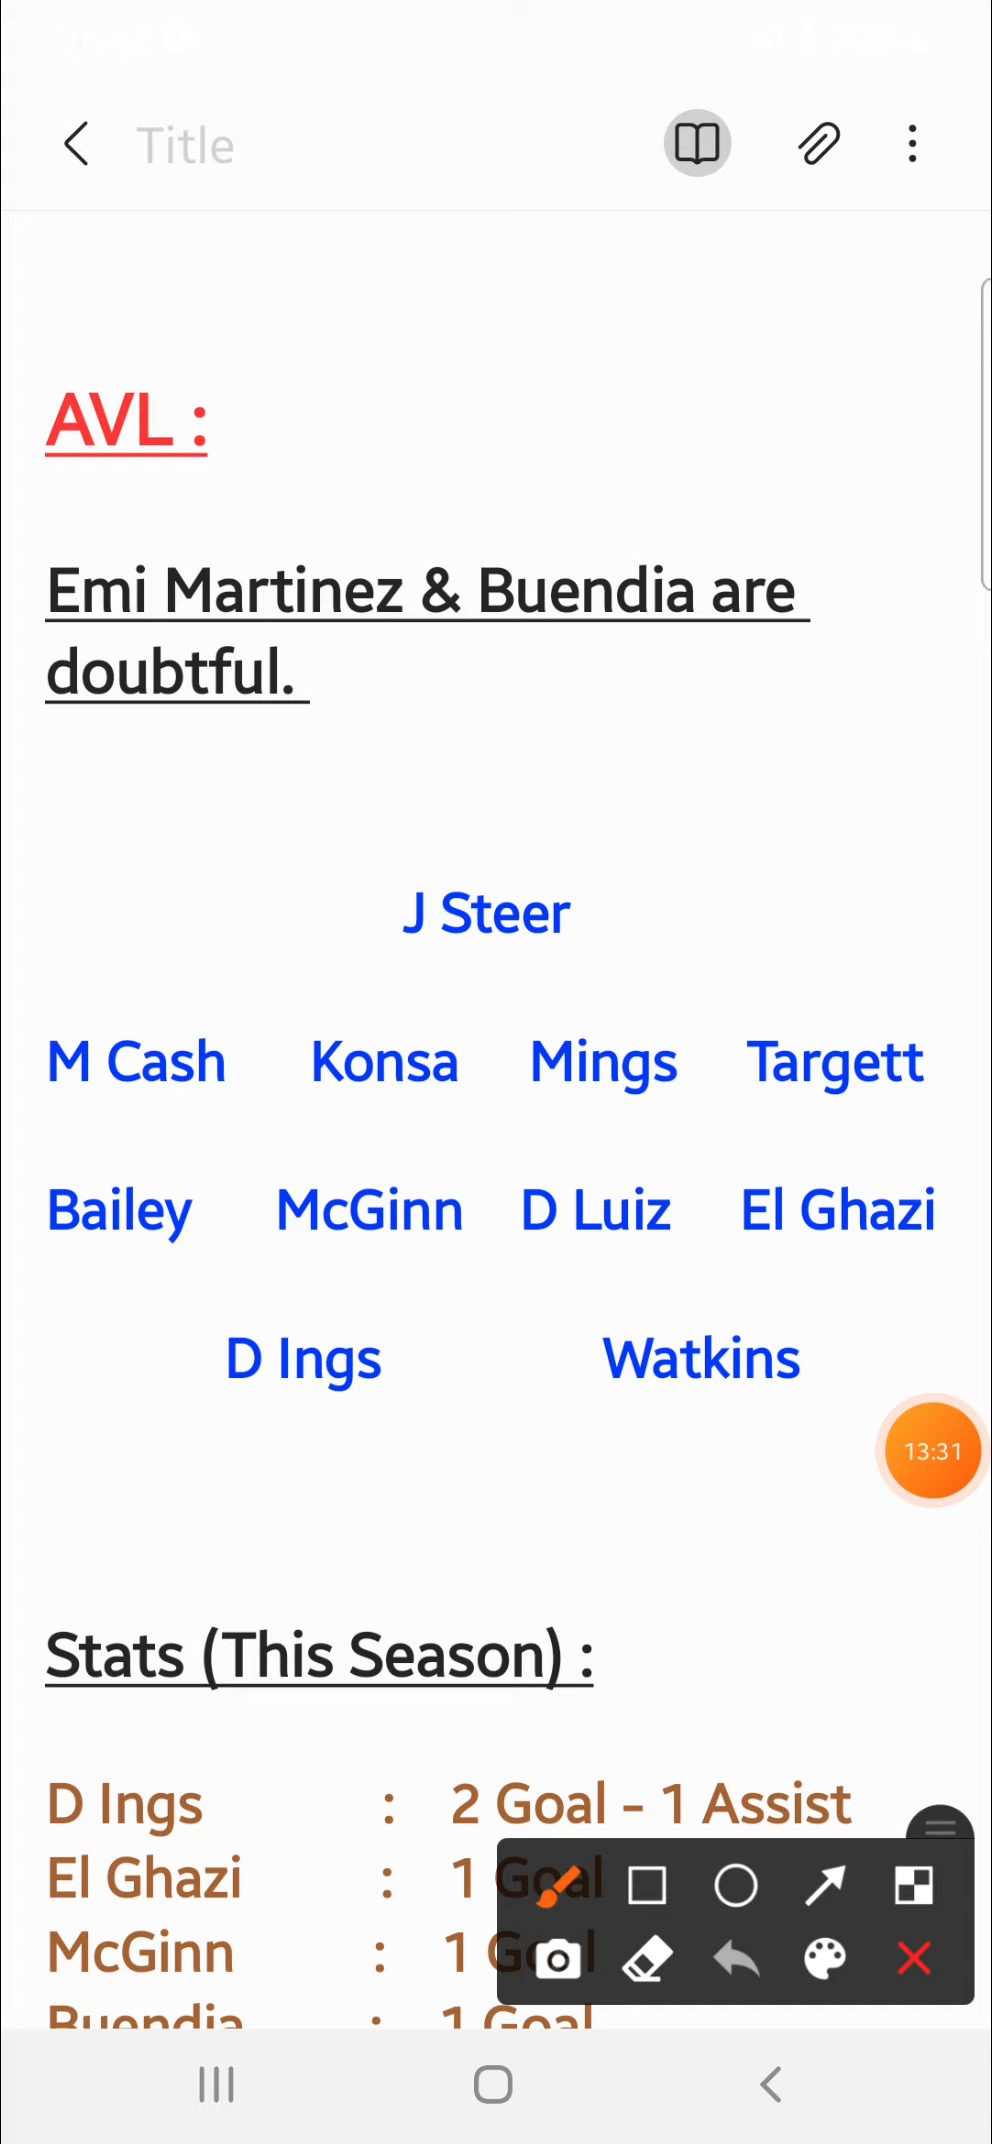 Title
AVL :
Emi Martinez & Buendia are
doubtful.
J Steer
M Cash Konsa Mings Targett
Bailey McGinn D Luiz El Ghazi
D Ings Watkins
13:31
Stats (This Season) :
D Ings : 2 Goal - 1 Assist
El Ghazi : 1 Goal
McGinn : 1 Goal
Buendia : 1 Goal